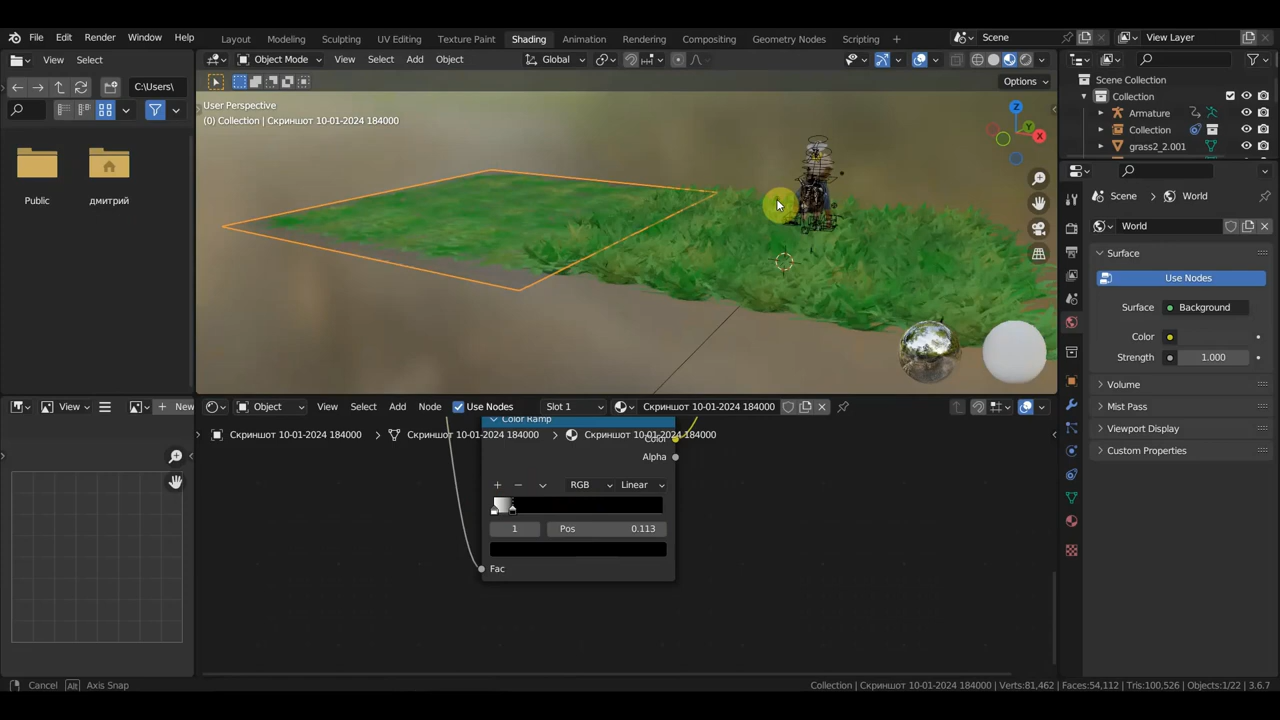 File Edit Render Window Help
Layout Modeling Sculpting UV Editing Texture Paint Shading Animation Rendering Compositing Geometry Nodes Scripting
Scene View Layer
View Select
Object Mode View Select Add Object Global
C:\Users\
Options
Public
дмитрий
User Perspective
(0) Collection | Скриншот 10-01-2024 184000
Z
Y
X
Scene Collection
Collection
Armature
Collection
grass2_2.001
Scene World
World
Surface
Use Nodes
Surface Background
Color
Strength 1.000
Volume
Mist Pass
Viewport Display
Custom Properties
View New
Object View Select Add Node Use Nodes Slot 1 Скриншот 10-01-2024 184000
Скриншот 10-01-2024 184000 Скриншот 10-01-2024 184000 Скриншот 10-01-2024 184000
Color Ramp
Color
Alpha
RGB Linear
1 Pos 0.113
Fac
Cancel Alt Axis Snap
Collection | Скриншот 10-01-2024 184000 | Verts:81,462 | Faces:54,112 | Tris:100,526 | Objects:1/22 | 3.6.7